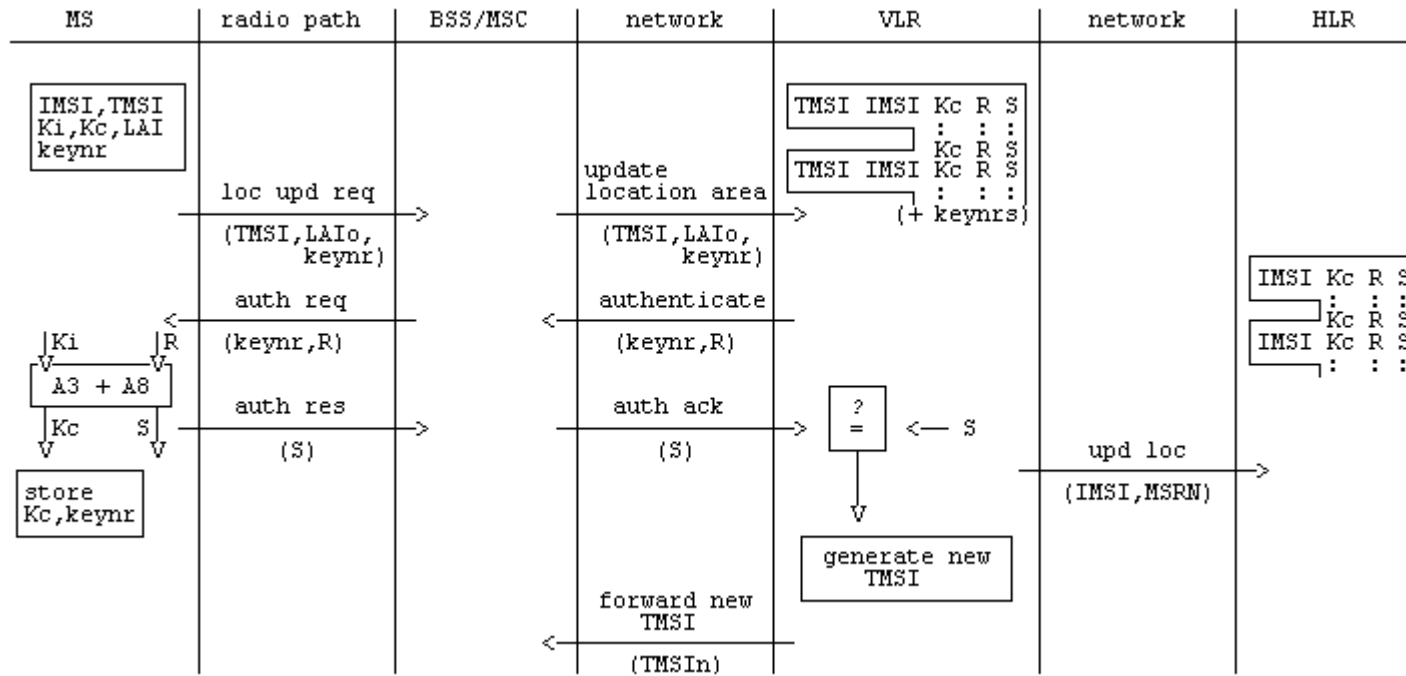 MS radio path BSS/MSC network VLR network HLR
IMSI,TMSI
Ki,Kc,LAI
keynr
TMSI IMSI Kc R S
: : :
Kc R S
TMSI IMSI Kc R S
: : :
(+ keynrs)
loc upd req
(TMSI,LAIo,
keynr)
update
location area
(TMSI,LAIo,
keynr)
IMSI Kc R S
: : :
Kc R S
IMSI Kc R S
: : :
auth req
(keynr,R)
authenticate
(keynr,R)
Ki R
A3 + A8
Kc S
auth res
(S)
auth ack
(S)
?
=
S
upd loc
(IMSI,MSRN)
store
Kc,keynr
generate new
TMSI
forward new
TMSI
(TMSIn)